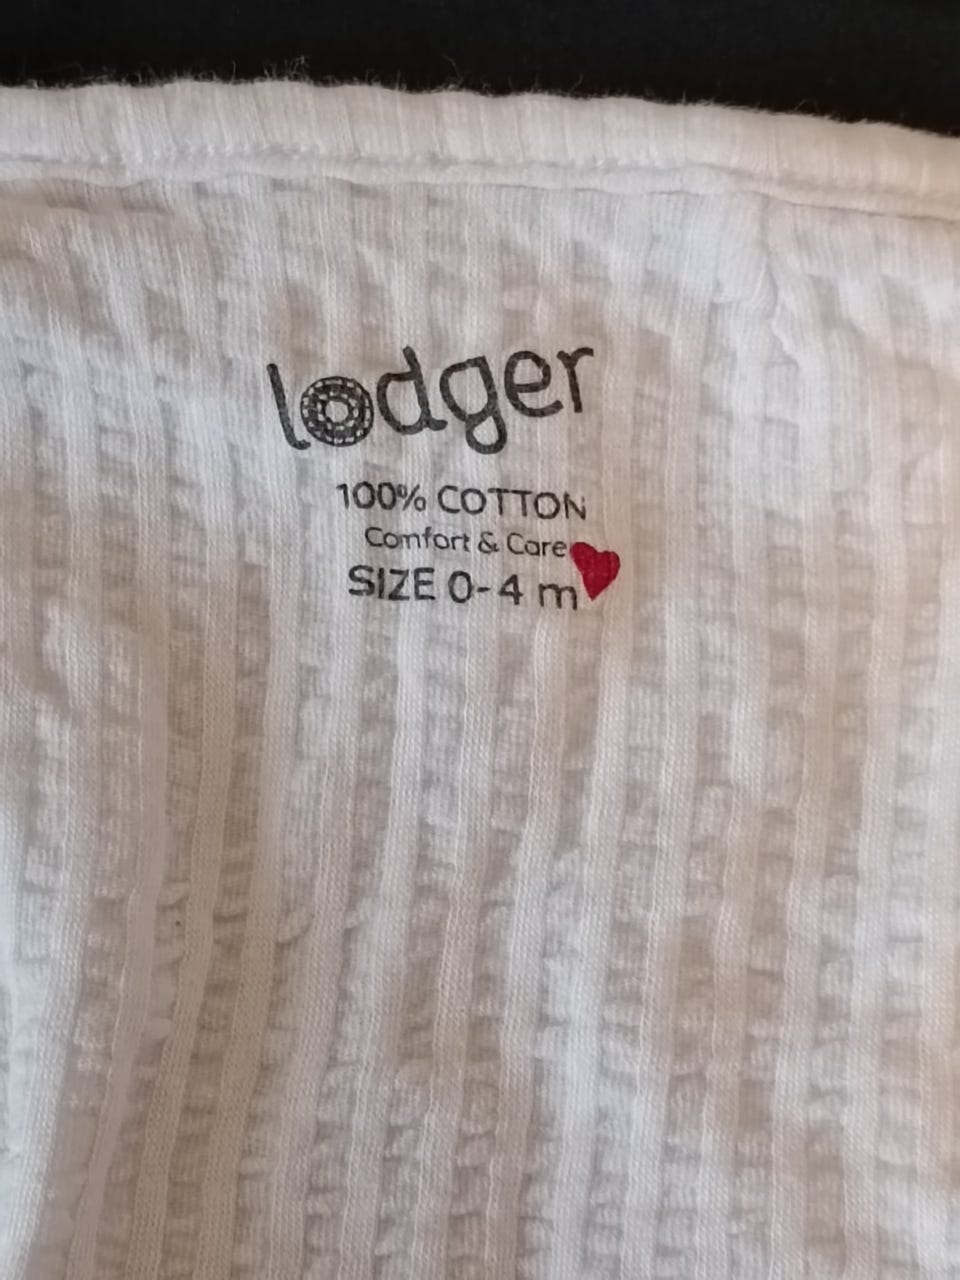 lodger
100% COTTON
Comfort & Care
SIZE 0-4 m